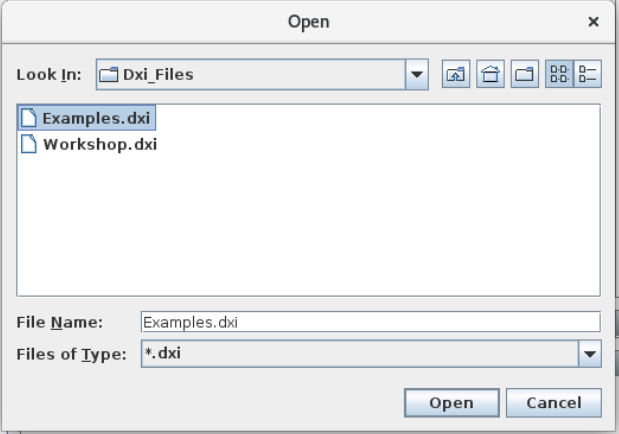 Open
Look In: Dxi_Files
Examples.dxi
Workshop.dxi
File Name: Examples.dxi
Files of Type: *.dxi
Open Cancel